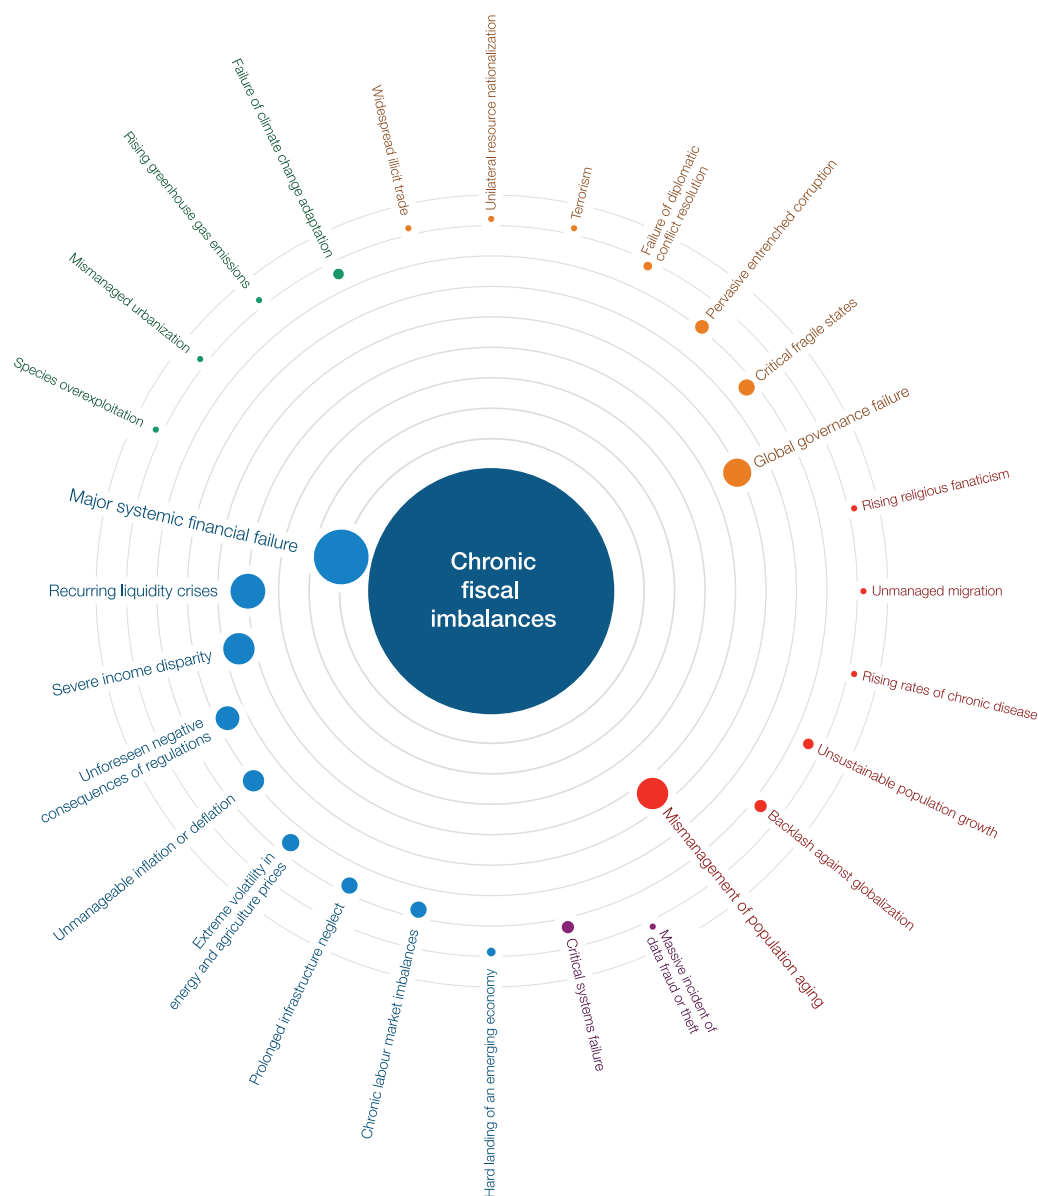 Unilateral resource nationalization
Terrorism
Failure of diplomatic
conflict resolution
Pervasive entrenched corruption
Critical fragile states
Global governance failure
Rising religious fanaticism
Unmanaged migration
Rising rates of chronic disease
Unsustainable population growth
Backlash against globalization
Mismanagement of population aging
Massive incident of
data fraud or theft
Critical systems failure
Hard landing of an emerging economy
Chronic labour market imbalances
Prolonged infrastructure neglect
Extreme volatility in
energy and agriculture prices
Unmanageable inflation or deflation
Unforeseen negative
consequences of regulations
Severe income disparity
Recurring liquidity crises
Major systemic financial failure
Species overexploitation
Mismanaged urbanization
Rising greenhouse gas emissions
Failure of climate change adaptation
Widespread illicit trade
Chronic
fiscal
imbalances